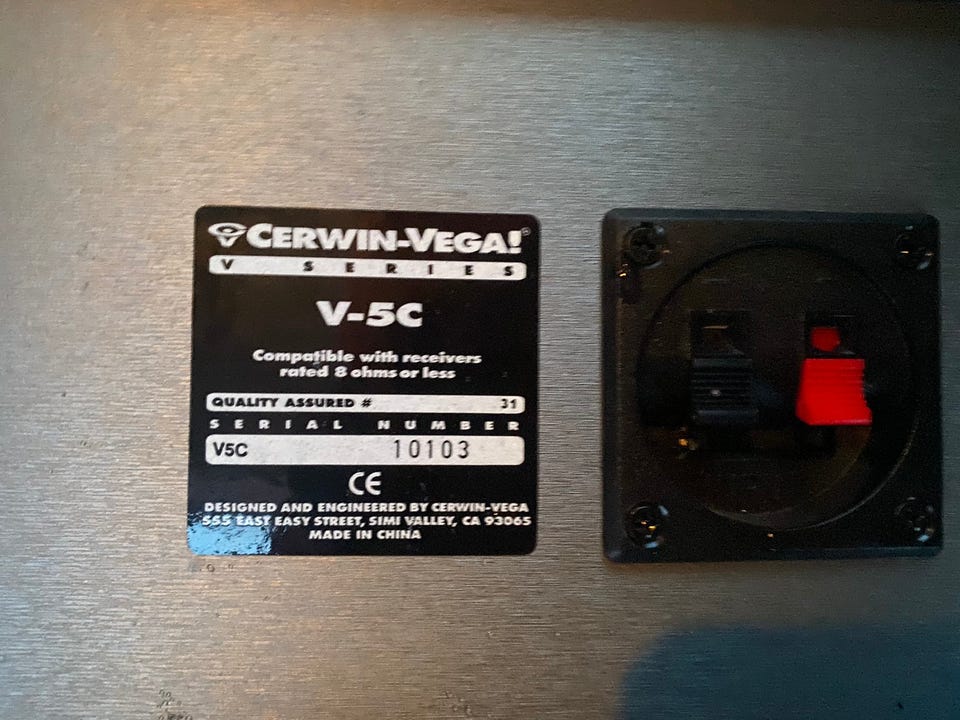 CERWIN-VEGA!®
V SERIES
V-5C
Compatible with receivers
rated 8 ohms or less
QUALITY ASSURED # 31
SERIAL NUMBER
V5C 10103
CE
DESIGNED AND ENGINEERED BY CERWIN-VEGA
555 EAST EASY STREET, SIMI VALLEY, CA 93065
MADE IN CHINA